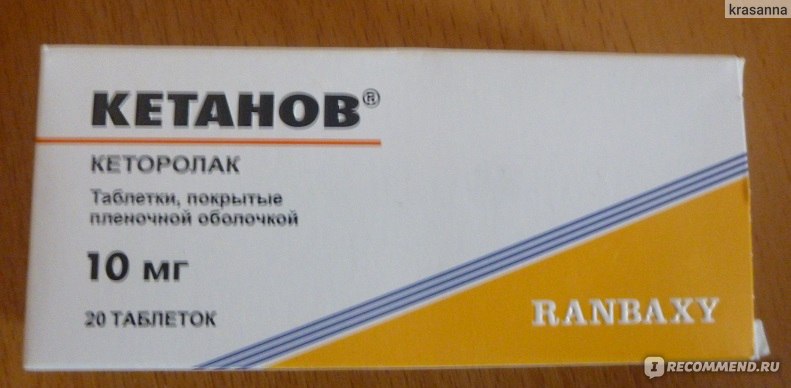 krasanna
КЕТАНОВ®
КЕТОРОЛАК
Таблетки, покрытые
пленочной оболочкой
10 мг
20 ТАБЛЕТОК
RANBAXY
I RECOMMEND.RU